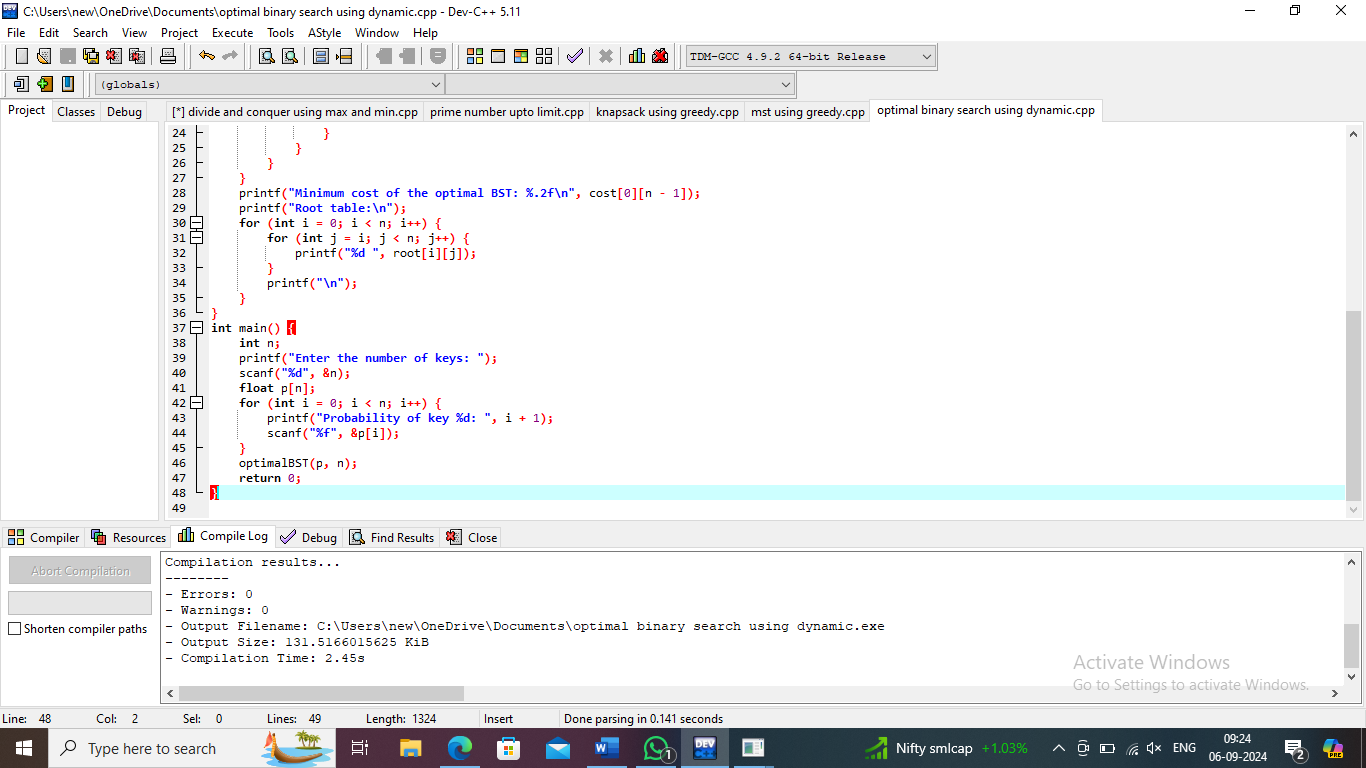 C:\Users\new\OneDrive\Documents\optimal binary search using dynamic.cpp - Dev-C++ 5.11
File Edit Search View Project Execute Tools AStyle Window Help
TDM-GCC 4.9.2 64-bit Release
(globals)
Project Classes Debug
[*] divide and conquer using max and min.cpp prime number upto limit.cpp knapsack using greedy.cpp mst using greedy.cpp optimal binary search using dynamic.cpp
24 }
25 }
26 }
27 }
28 printf("Minimum cost of the optimal BST: %.2f\n", cost[0][n - 1]);
29 printf("Root table:\n");
30 for (int i = 0; i < n; i++) {
31 for (int j = i; j < n; j++) {
32 printf("%d ", root[i][j]);
33 }
34 printf("\n");
35 }
36 }
37 int main() {
38 int n;
39 printf("Enter the number of keys: ");
40 scanf("%d", &n);
41 float p[n];
42 for (int i = 0; i < n; i++) {
43 printf("Probability of key %d: ", i + 1);
44 scanf("%f", &p[i]);
45 }
46 optimalBST(p, n);
47 return 0;
48 }
49
Compiler Resources Compile Log Debug Find Results Close
Abort Compilation
Shorten compiler paths
Compilation results...
--------
- Errors: 0
- Warnings: 0
- Output Filename: C:\Users\new\OneDrive\Documents\optimal binary search using dynamic.exe
- Output Size: 131.5166015625 KiB
- Compilation Time: 2.45s
Activate Windows
Go to Settings to activate Windows.
Line: 48 Col: 2 Sel: 0 Lines: 49 Length: 1324 Insert Done parsing in 0.141 seconds
Type here to search
W
1
DEV
Nifty smlcap +1.03%
ENG
09:24
06-09-2024
2
PRE